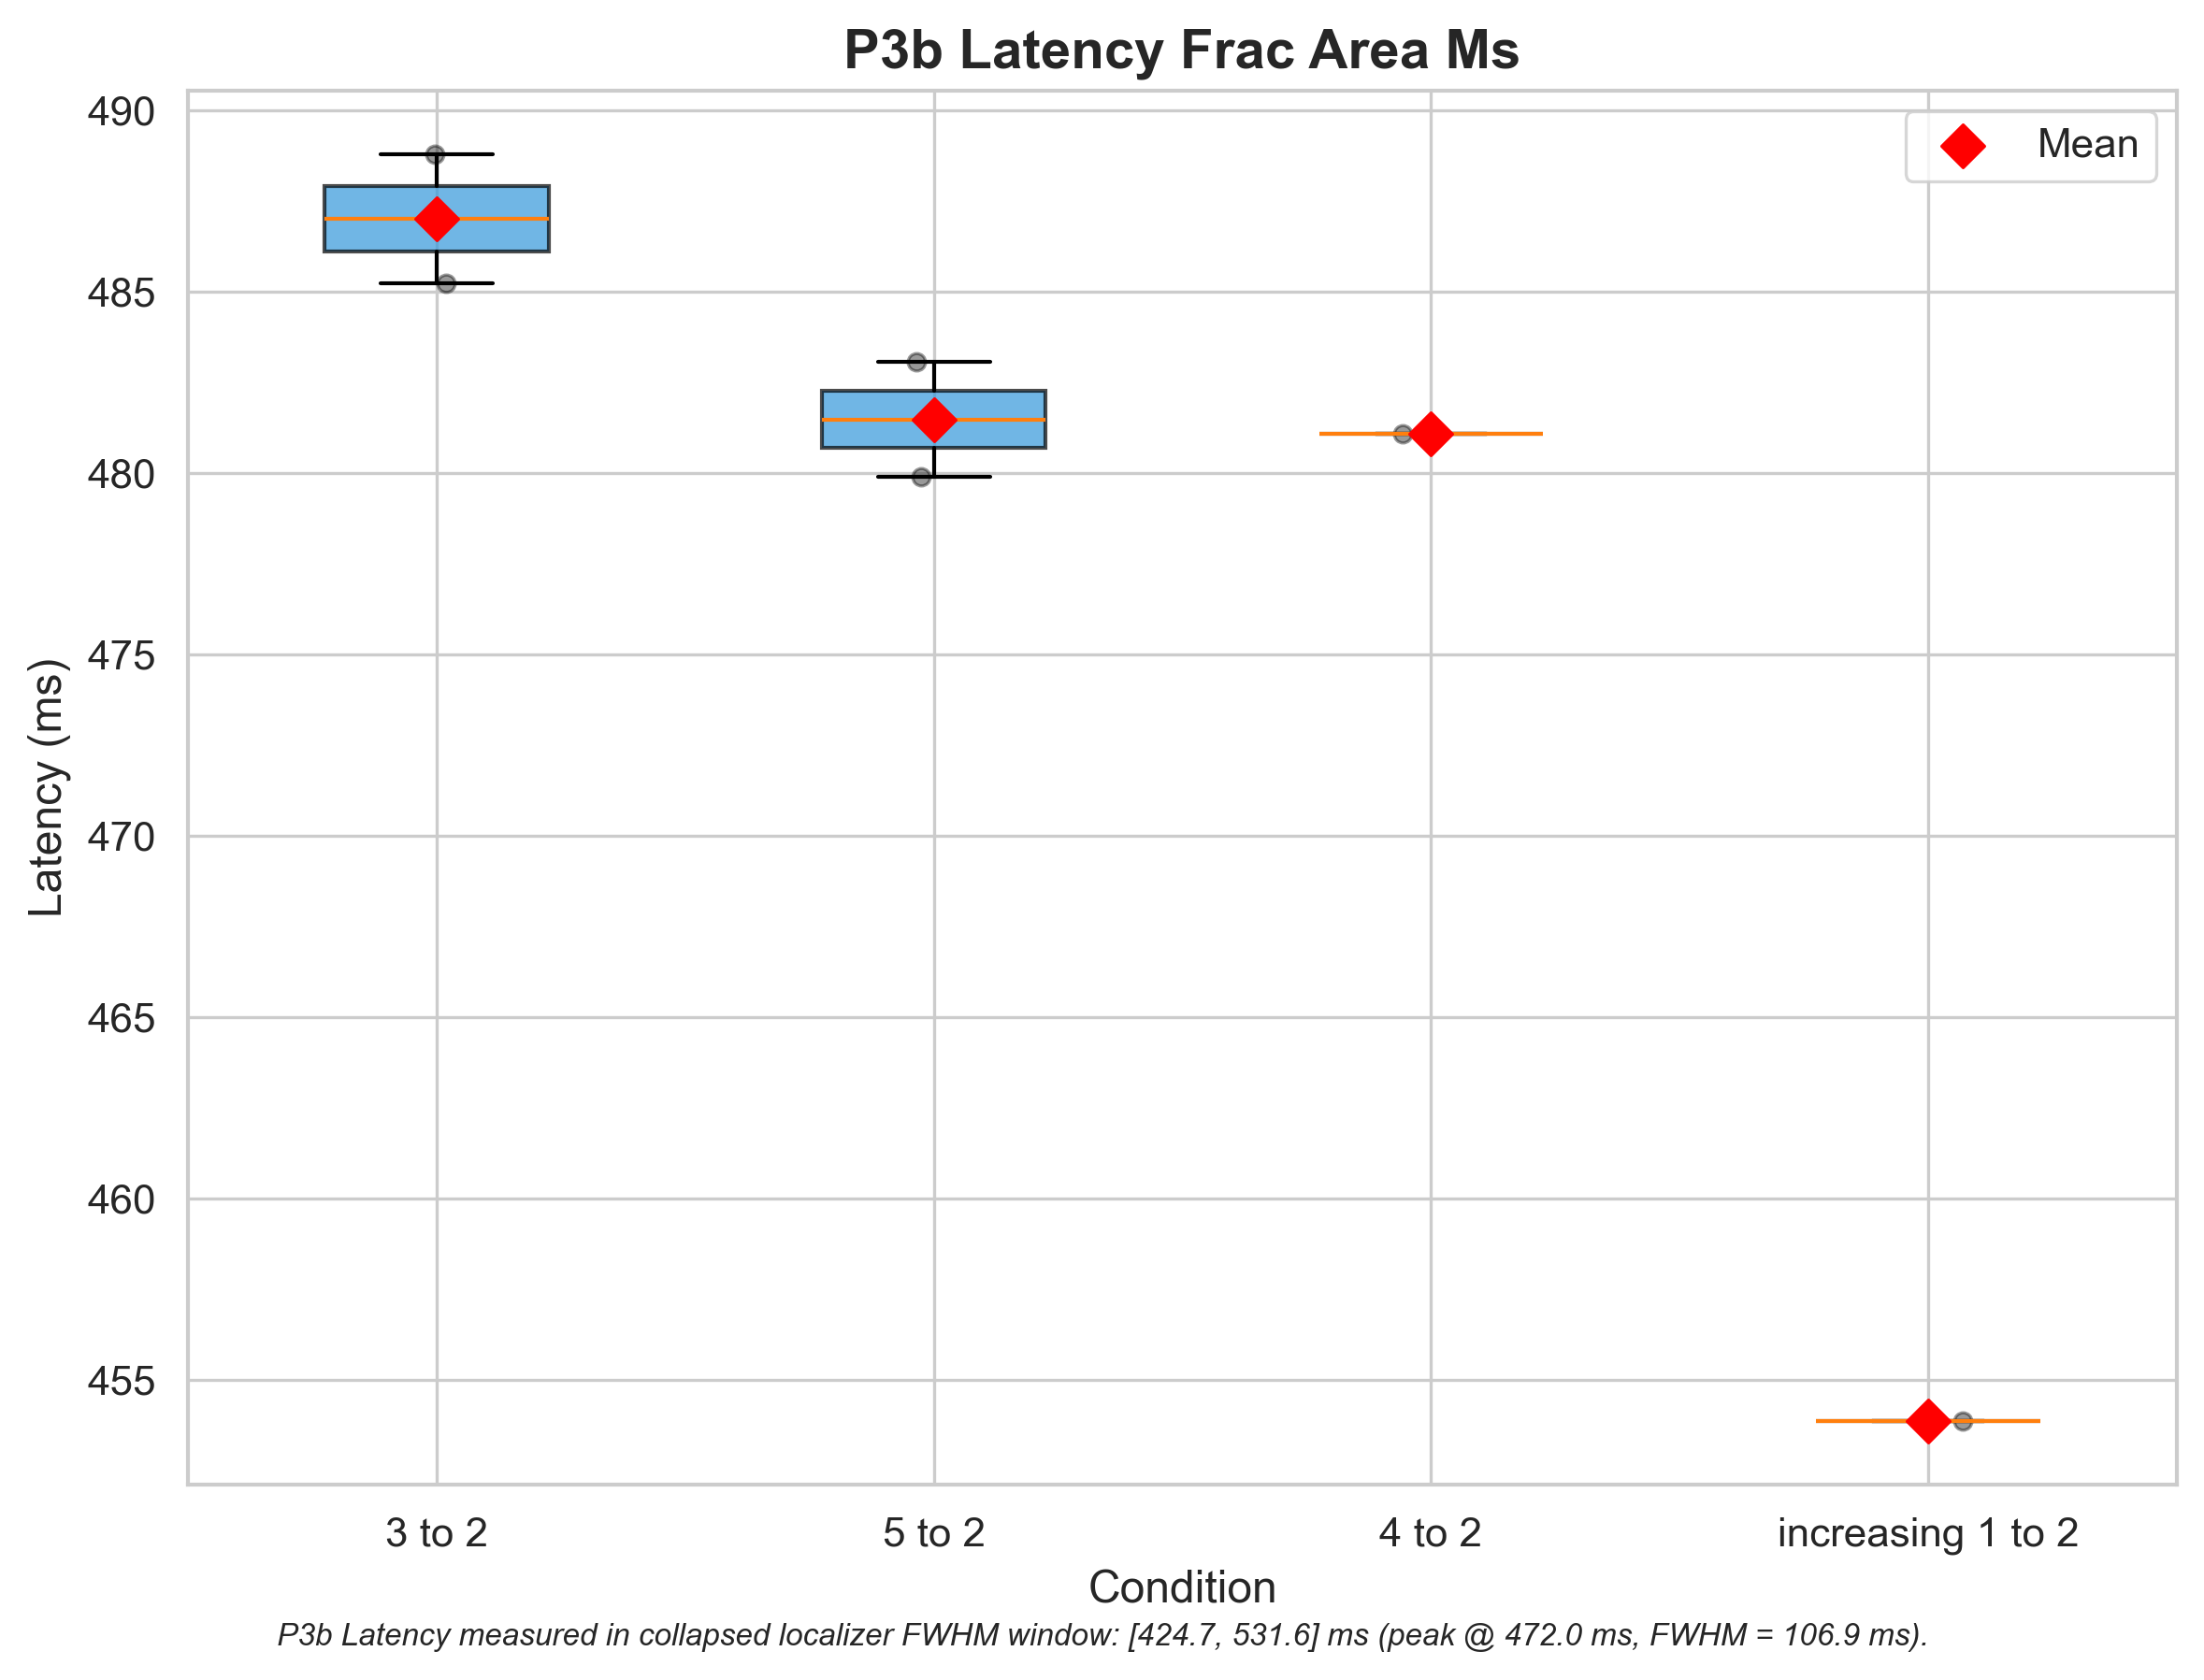 P3b Latency Frac Area Ms
Mean
490
485
480
475
470
465
460
455
Latency (ms)
3 to 2
5 to 2
4 to 2
increasing 1 to 2
Condition
P3b Latency measured in collapsed localizer FWHM window: [424.7, 531.6] ms (peak @ 472.0 ms, FWHM = 106.9 ms).